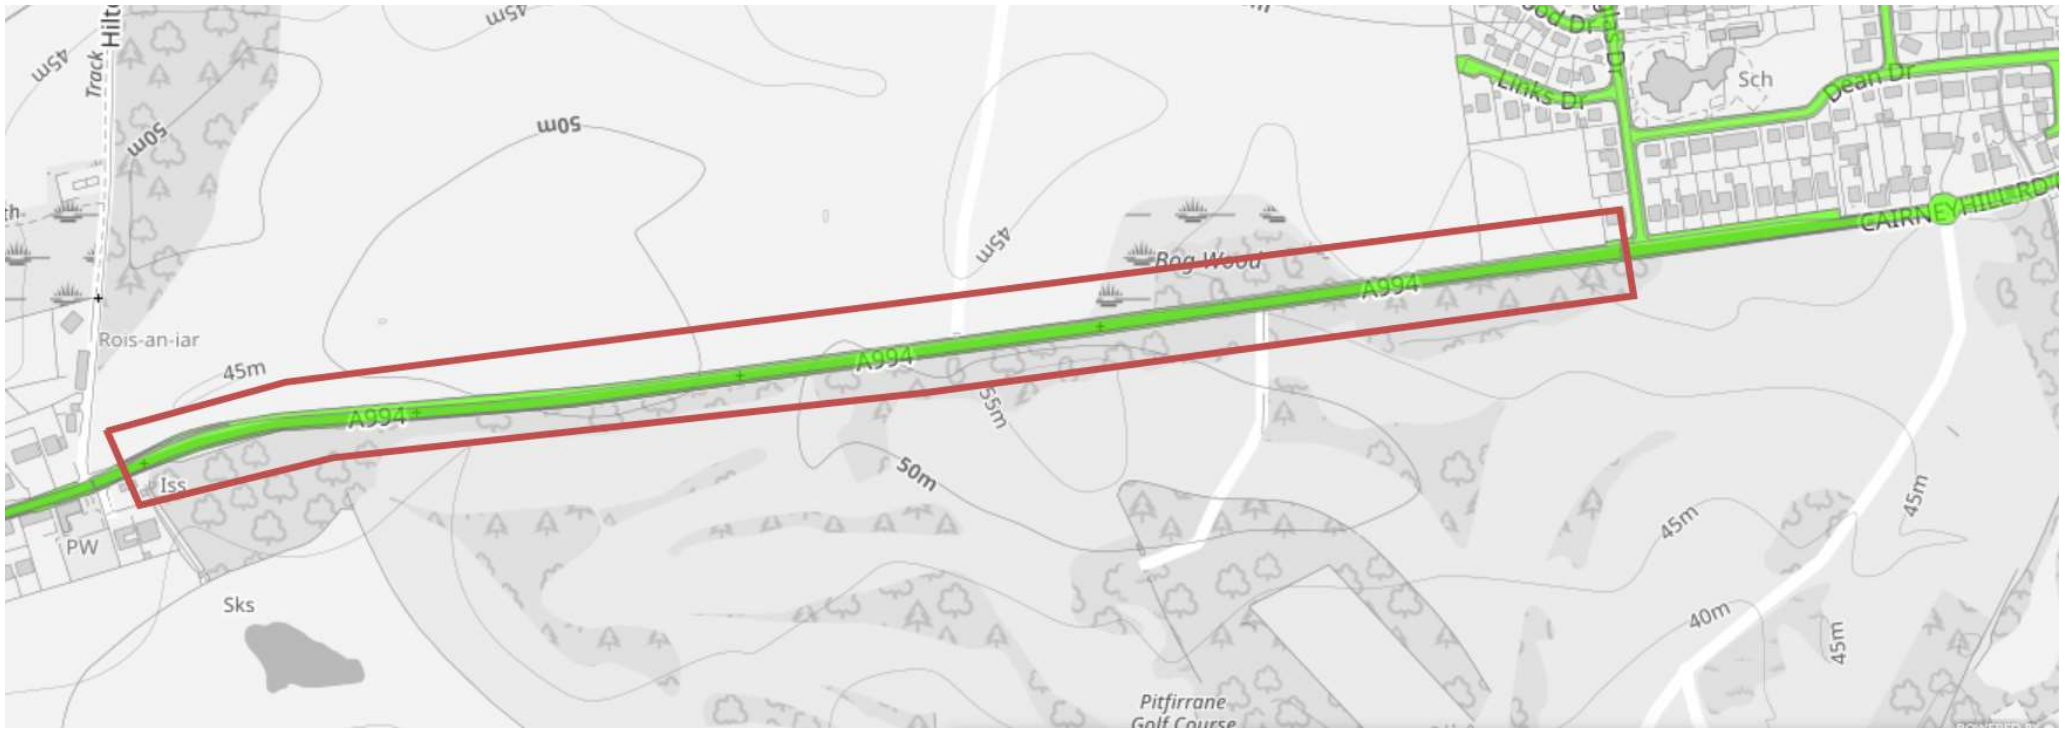 45m
45m
Hilt
Track
50m
50m
Links Dr
Sch
Dean Dr
CAIRNEYHILL RD
45m
Bog Wood
A994
Rois-an-iar
45m
A994
A994
55m
50m
Iss
PW
45m
45m
Sks
40m
45m
Pitfirrane
Golf Course